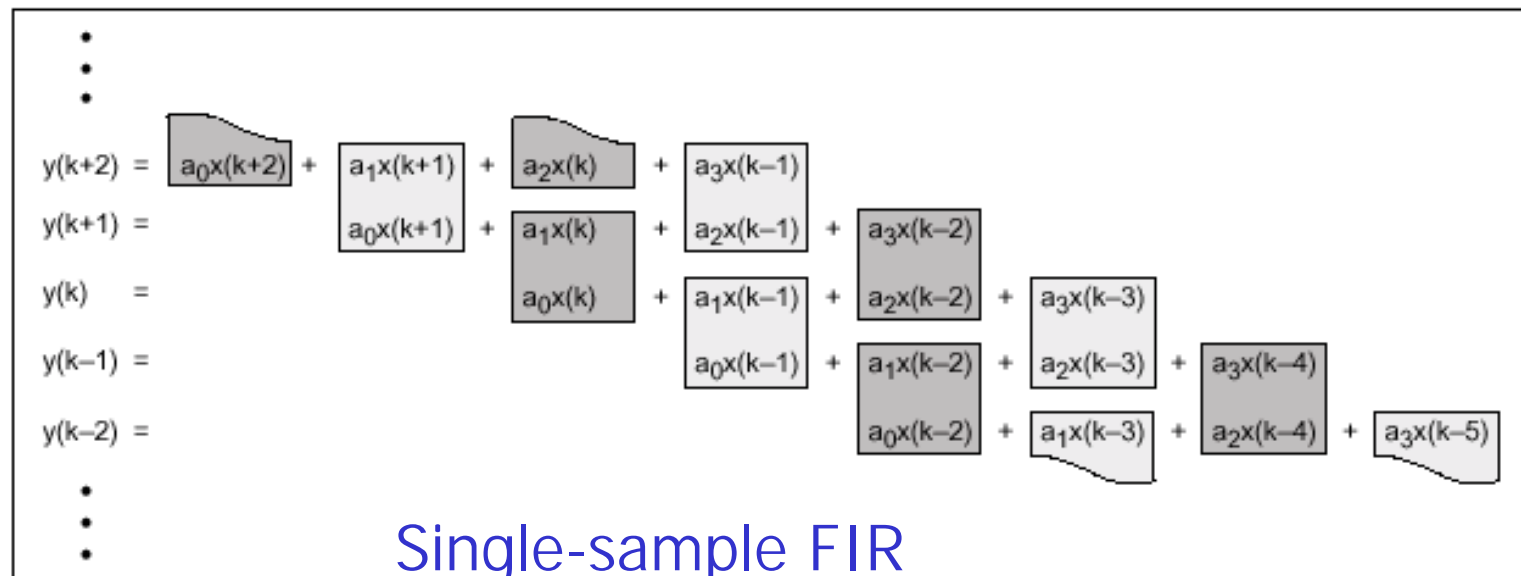 y(k+2) = a₀x(k+2) + a₁x(k+1) + a₂x(k) + a₃x(k–1)
y(k+1) = a₀x(k+1) + a₁x(k) + a₂x(k–1) + a₃x(k–2)
y(k) = a₀x(k) + a₁x(k–1) + a₂x(k–2) + a₃x(k–3)
y(k–1) = a₀x(k–1) + a₁x(k–2) + a₂x(k–3) + a₃x(k–4)
y(k–2) = a₀x(k–2) + a₁x(k–3) + a₂x(k–4) + a₃x(k–5)
Single-sample FIR